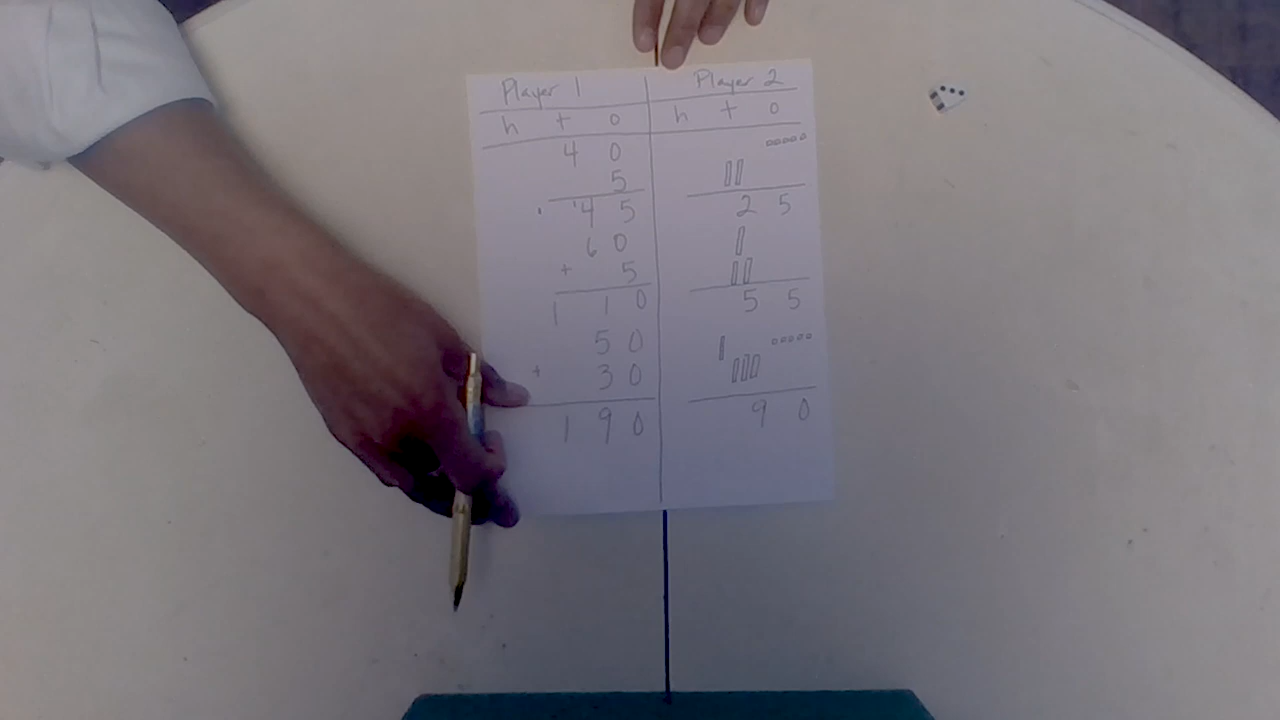 Player 1 Player 2
h t o h t o
4 0
5
1 4 5 2 5
6 0
+ 5
1 1 0 5 5
5 0
+ 3 0
1 9 0 9 0